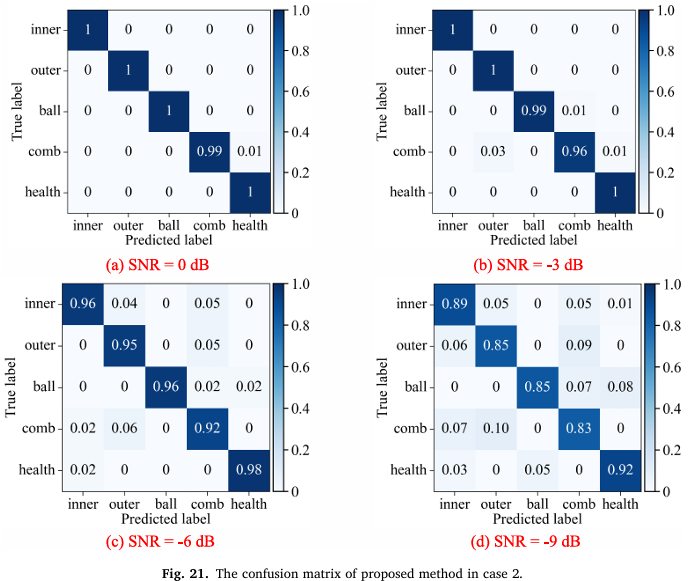 inner 1 0 0 0 0 1.0
outer 0 1 0 0 0 0.8
ball 0 0 1 0 0 0.6
comb 0 0 0 0.99 0.01 0.4
health 0 0 0 0 1 0.2
0
True label
inner outer ball comb health
Predicted label
(a) SNR = 0 dB
inner 1 0 0 0 0 1.0
outer 0 1 0 0 0 0.8
ball 0 0 0.99 0.01 0 0.6
comb 0 0.03 0 0.96 0.01 0.4
health 0 0 0 0 1 0.2
0
True label
inner outer ball comb health
Predicted label
(b) SNR = -3 dB
inner 0.96 0.04 0 0.05 0 1.0
outer 0 0.95 0 0.05 0 0.8
ball 0 0 0.96 0.02 0.02 0.6
comb 0.02 0.06 0 0.92 0 0.4
health 0.02 0 0 0 0.98 0.2
0
True label
inner outer ball comb health
Predicted label
(c) SNR = -6 dB
inner 0.89 0.05 0 0.05 0.01 1.0
outer 0.06 0.85 0 0.09 0 0.8
ball 0 0 0.85 0.07 0.08 0.6
comb 0.07 0.10 0 0.83 0 0.4
health 0.03 0 0.05 0 0.92 0.2
0
True label
inner outer ball comb health
Predicted label
(d) SNR = -9 dB
Fig. 21. The confusion matrix of proposed method in case 2.